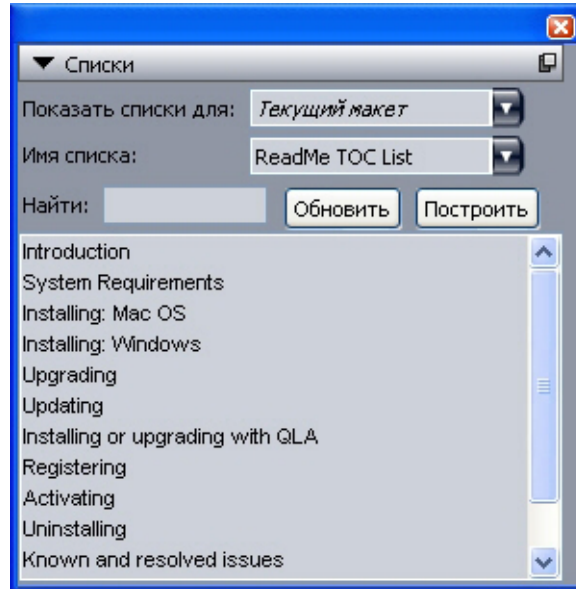 Списки
Показать списки для: Текущий макет
Имя списка: ReadMe TOC List
Найти: Обновить Построить
Introduction
System Requirements
Installing: Mac OS
Installing: Windows
Upgrading
Updating
Installing or upgrading with QLA
Registering
Activating
Uninstalling
Known and resolved issues